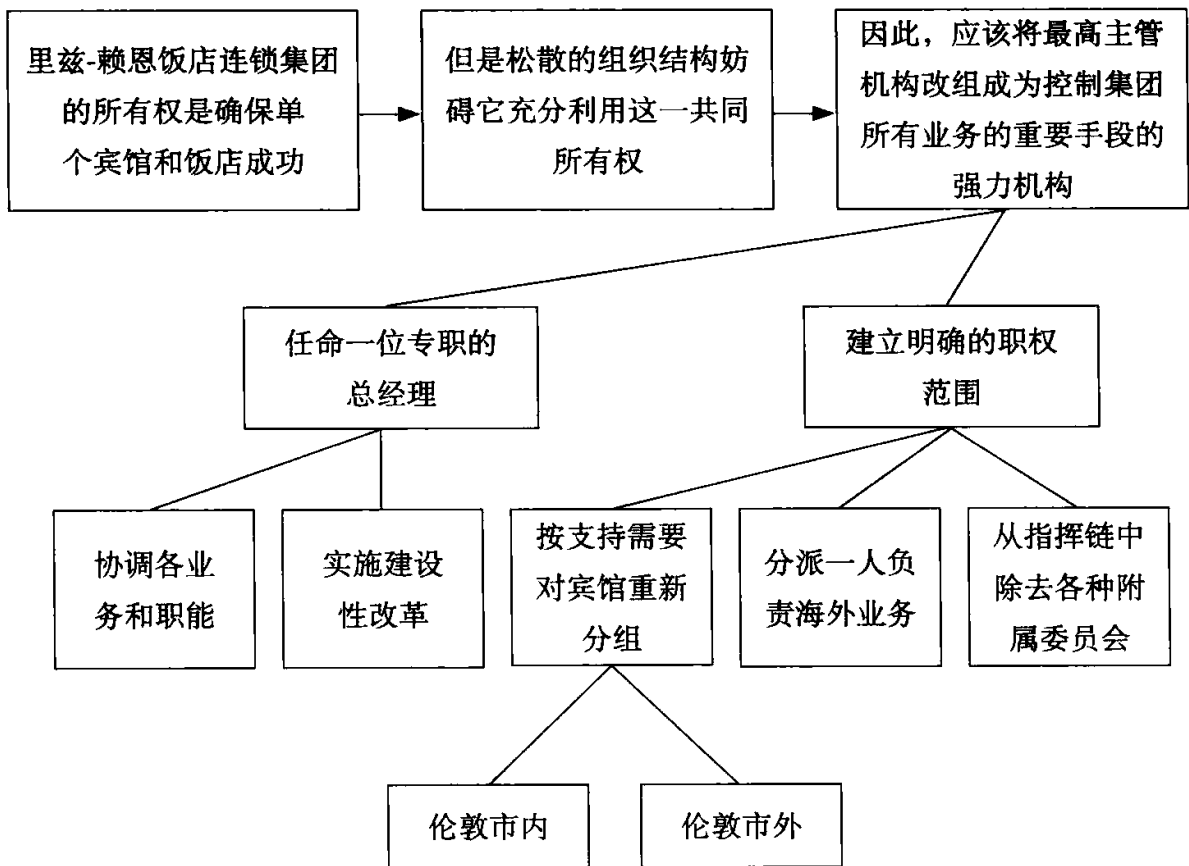 里兹-赖恩饭店连锁集团
的所有权是确保单
个宾馆和饭店成功
但是松散的组织结构妨
碍它充分利用这一共同
所有权
因此，应该将最高主管
机构改组成为控制集团
所有业务的重要手段的
强力机构
任命一位专职的
总经理
建立明确的职权
范围
协调各业
务和职能
实施建设
性改革
按支持需要
对宾馆重新
分组
分派一人负
责海外业务
从指挥链中
除去各种附
属委员会
伦敦市内
伦敦市外